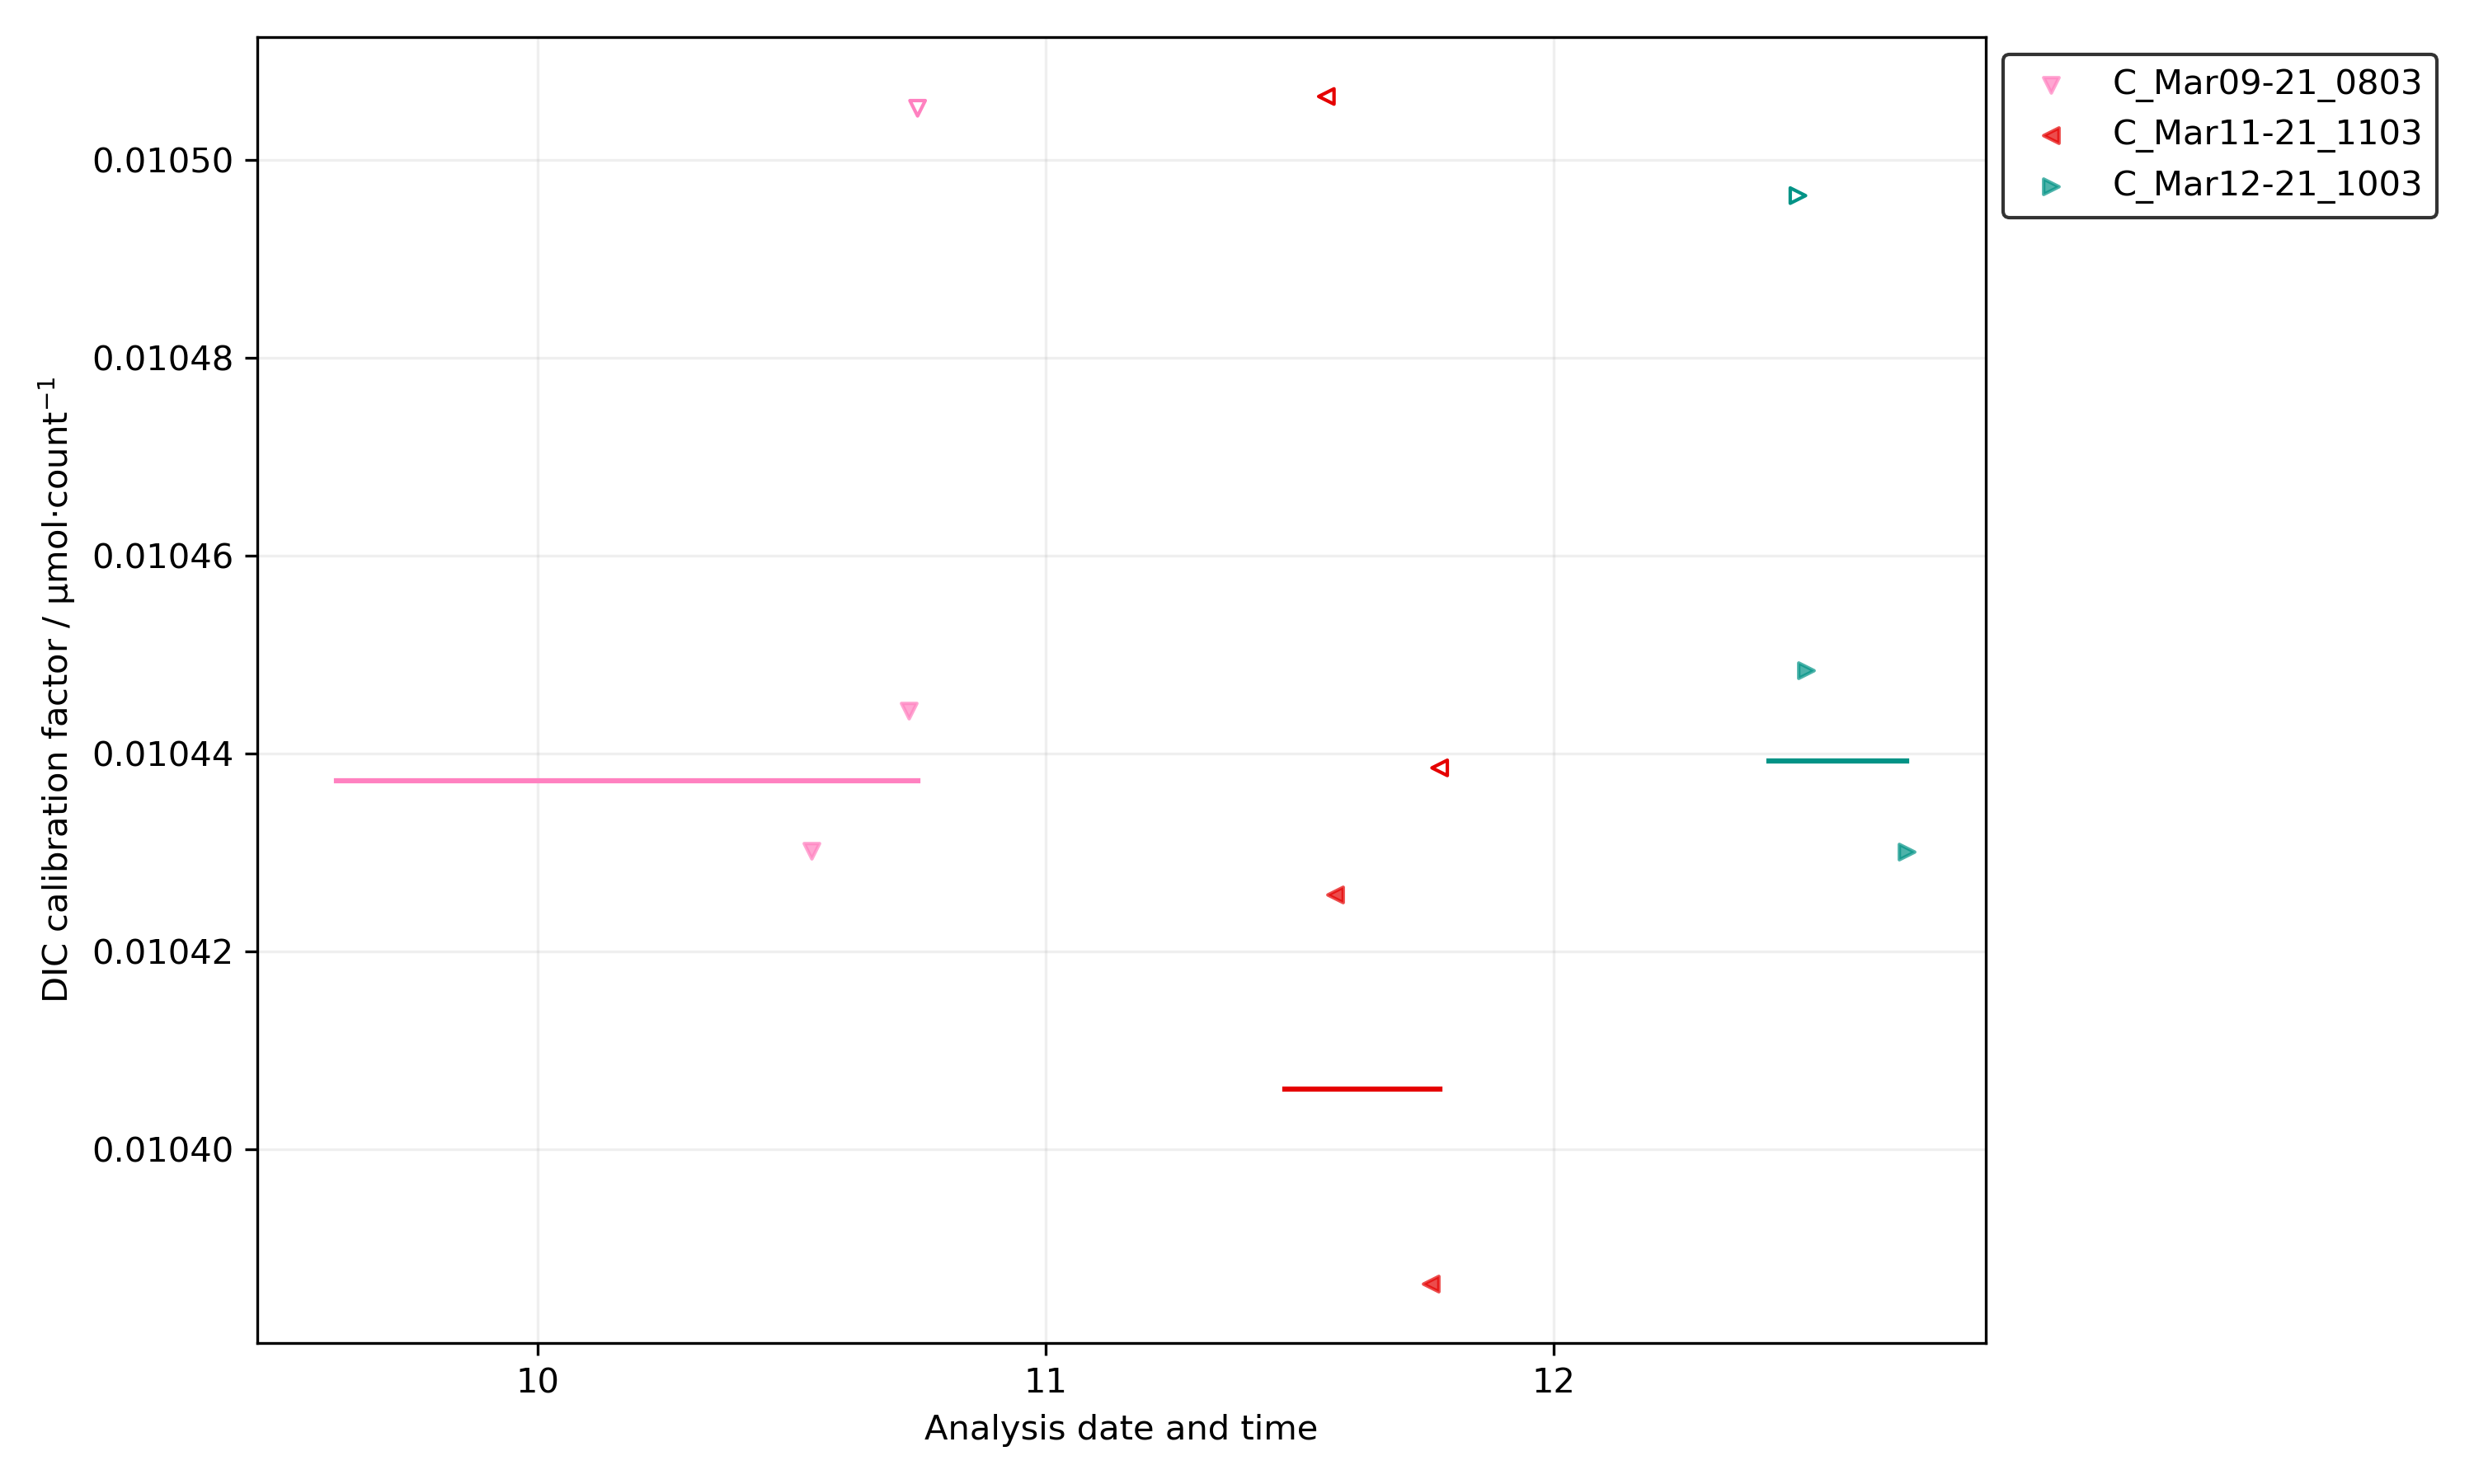 C_Mar09-21_0803
C_Mar11-21_1103
C_Mar12-21_1003
0.01050
0.01048
0.01046
0.01044
0.01042
0.01040
DIC calibration factor / μmol·count⁻¹
10 11 12
Analysis date and time